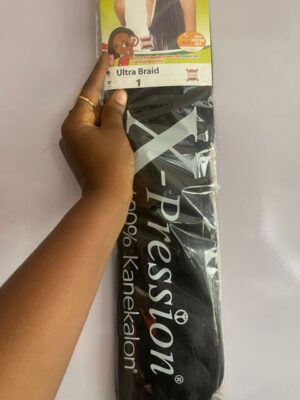 Ultra Braid
1
X-Pression®
100% Kanekalon®